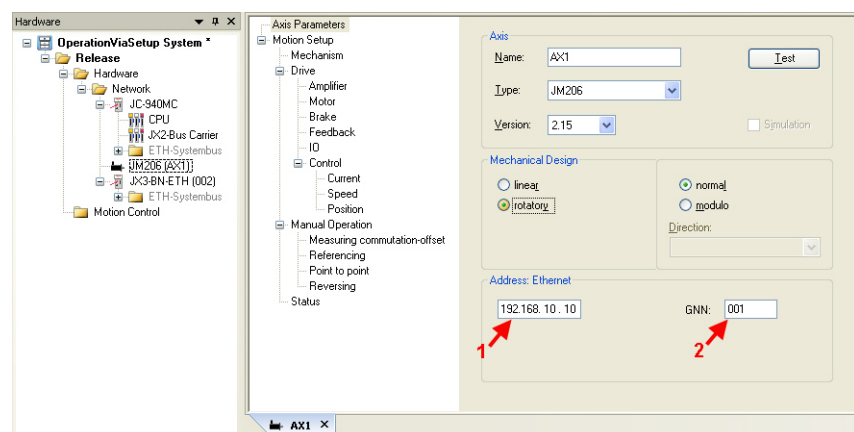 Hardware
OperationViaSetup System *
Release
Hardware
Network
JC-940MC
CPU
JX2-Bus Carrier
ETH-Systembus
JM206 (AX1)
JX3-BN-ETH (002)
ETH-Systembus
Motion Control
Axis Parameters
Motion Setup
Mechanism
Drive
Amplifier
Motor
Brake
Feedback
IO
Control
Current
Speed
Position
Manual Operation
Measuring commutation-offset
Referencing
Point to point
Reversing
Status
Axis
Name: AX1 Test
Type: JM206
Version: 2.15 Simulation
Mechanical Design
linear
rotatory
normal
modulo
Direction:
Address: Ethernet
192.168. 10 . 10 GNN: 001
1 2
AX1